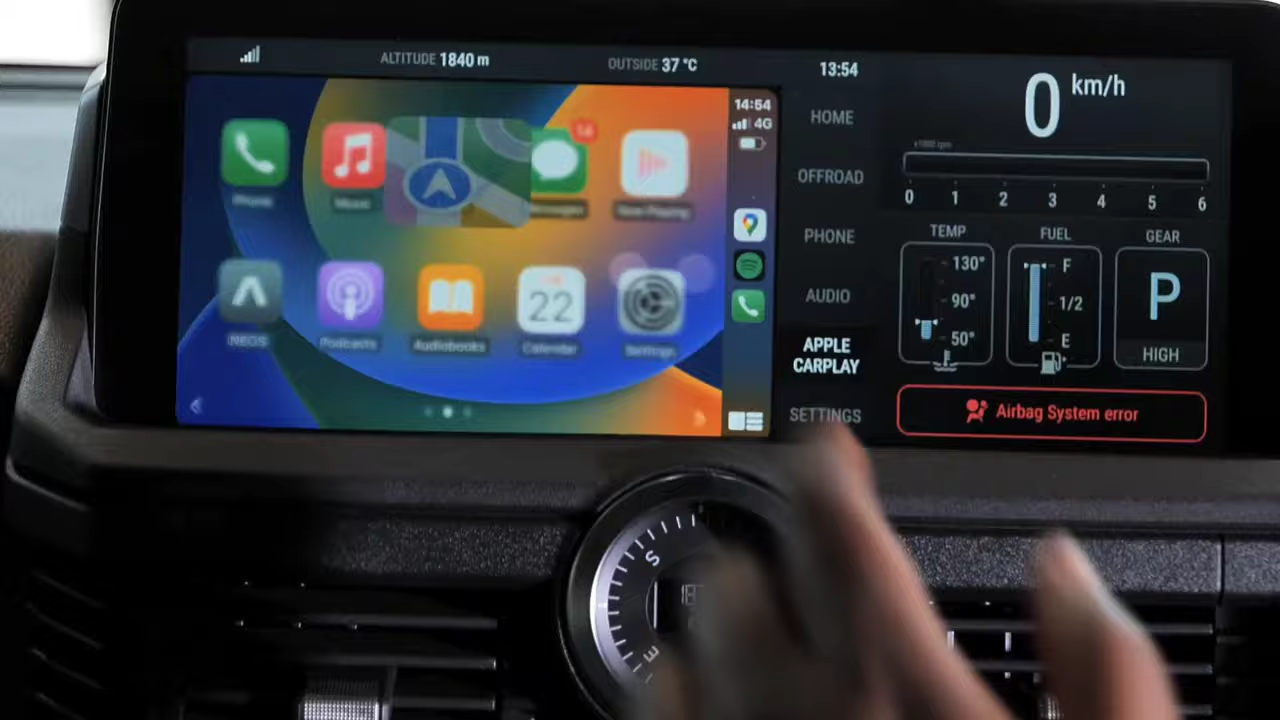 ALTITUDE 1840 m
OUTSIDE 37 °C
13:54
14:54
4G
14
Phone
Music
Messages
Now Playing
NEOS
Podcasts
Audiobooks
22
Calendar
Settings
HOME
OFFROAD
PHONE
AUDIO
APPLE
CARPLAY
SETTINGS
0 km/h
x1000 rpm
0 1 2 3 4 5 6
TEMP
130°
90°
50°
FUEL
F
1/2
E
GEAR
P
HIGH
Airbag System error
S
E